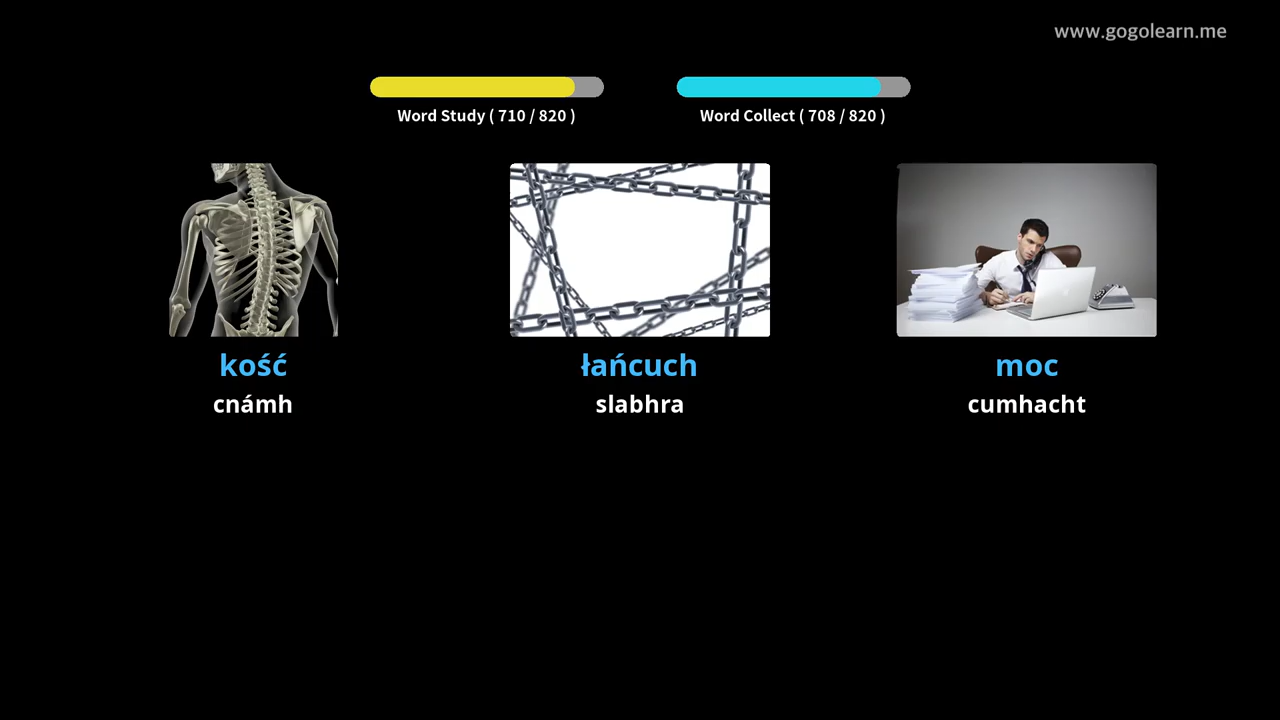 www.gogolearn.me
Word Study ( 710 / 820 )
Word Collect ( 708 / 820 )
kość
łańcuch
moc
cnámh
slabhra
cumhacht